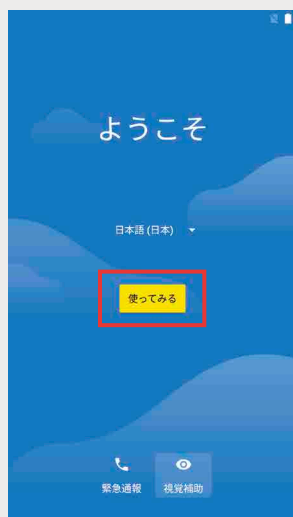 ようこそ
日本語 (日本)
使ってみる
緊急通報
視覚補助